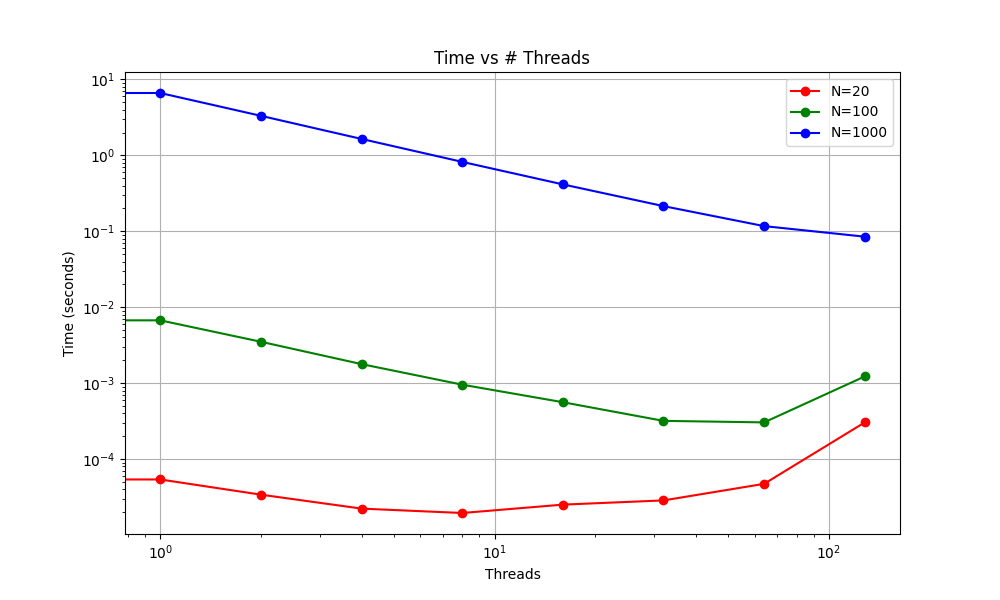 Time vs # Threads
N=20
N=100
N=1000
Time (seconds)
10¹
10⁰
10⁻¹
10⁻²
10⁻³
10⁻⁴
10⁰ 10¹ 10²
Threads